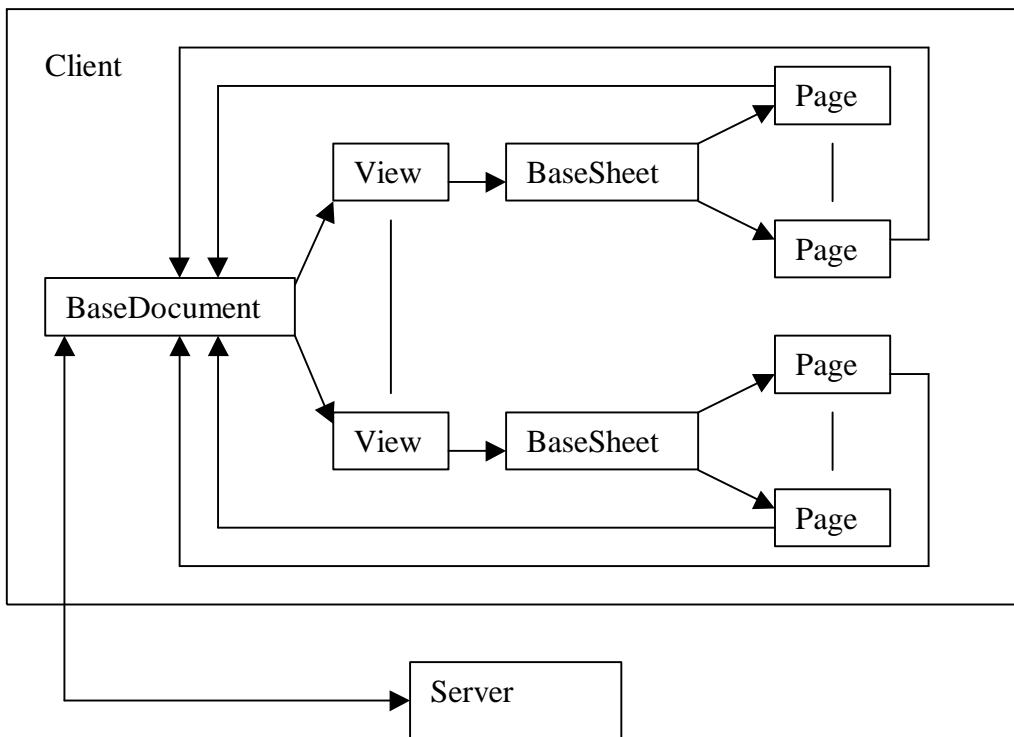 Client
Page
View
BaseSheet
Page
BaseDocument
Page
View
BaseSheet
Page
Server